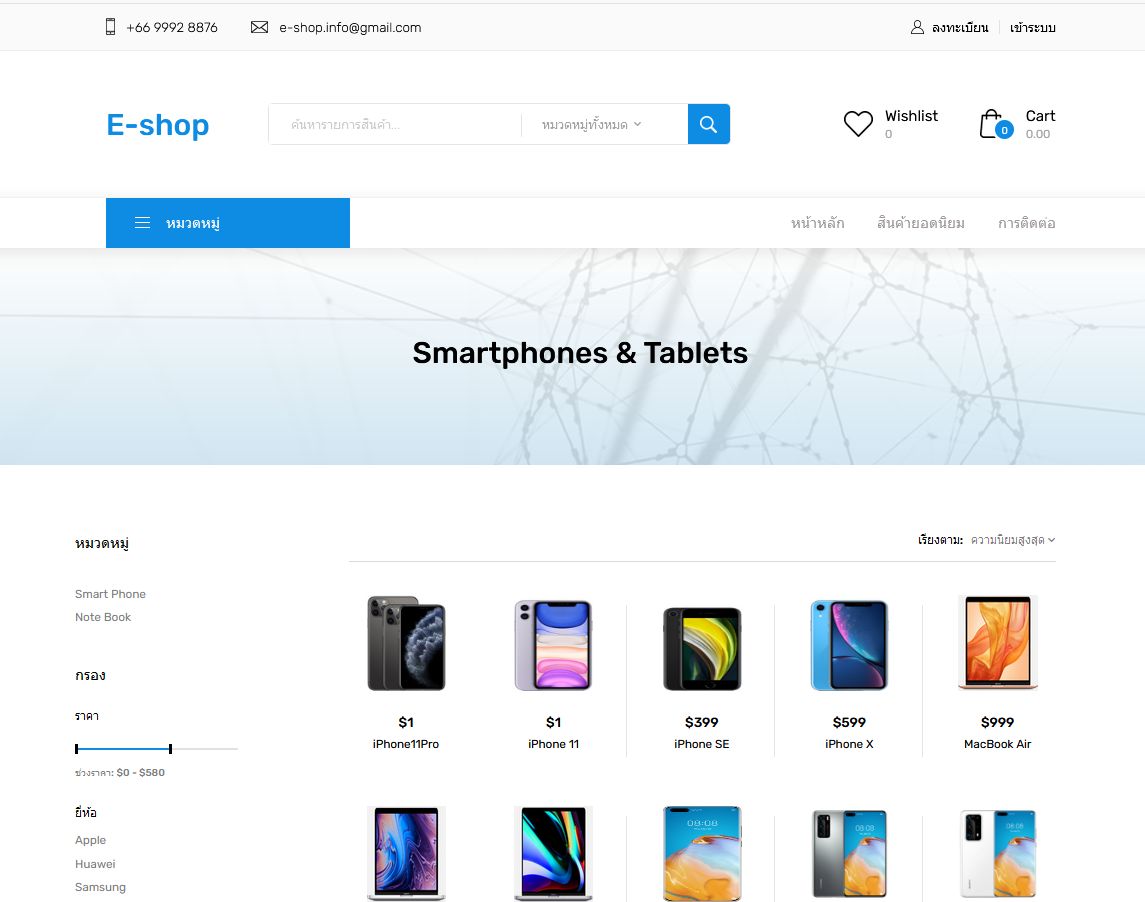 +66 9992 8876
e-shop.info@gmail.com
ลงทะเบียน
เข้าระบบ
E-shop
ค้นหารายการสินค้า...
หมวดหมู่ทั้งหมด
Wishlist
0
0
Cart
0.00
หมวดหมู่
หน้าหลัก
สินค้ายอดนิยม
การติดต่อ
Smartphones & Tablets
หมวดหมู่
Smart Phone
Note Book
กรอง
ราคา
ช่วงราคา: $0 - $580
ยี่ห้อ
Apple
Huawei
Samsung
เรียงตาม: ความนิยมสูงสุด
$1
iPhone11Pro
$1
iPhone 11
$399
iPhone SE
$599
iPhone X
$999
MacBook Air
08:08
08:08
08:08